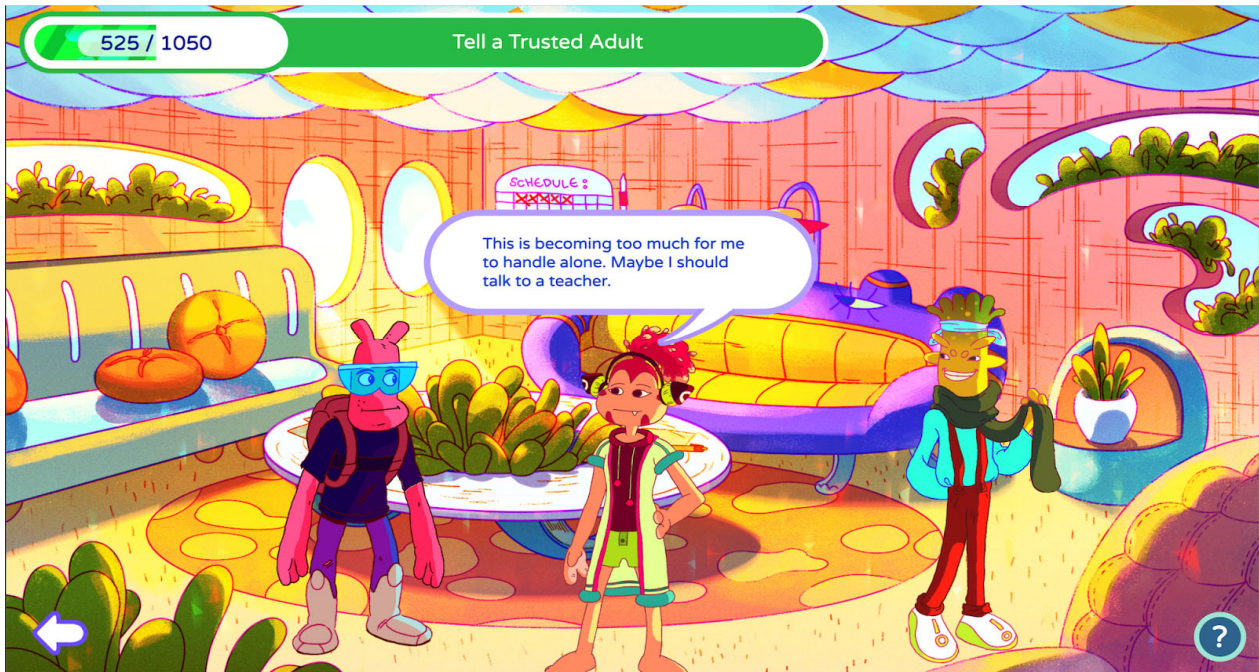 525 / 1050
Tell a Trusted Adult
SCHEDULE:
This is becoming too much for me
to handle alone. Maybe I should
talk to a teacher.
?